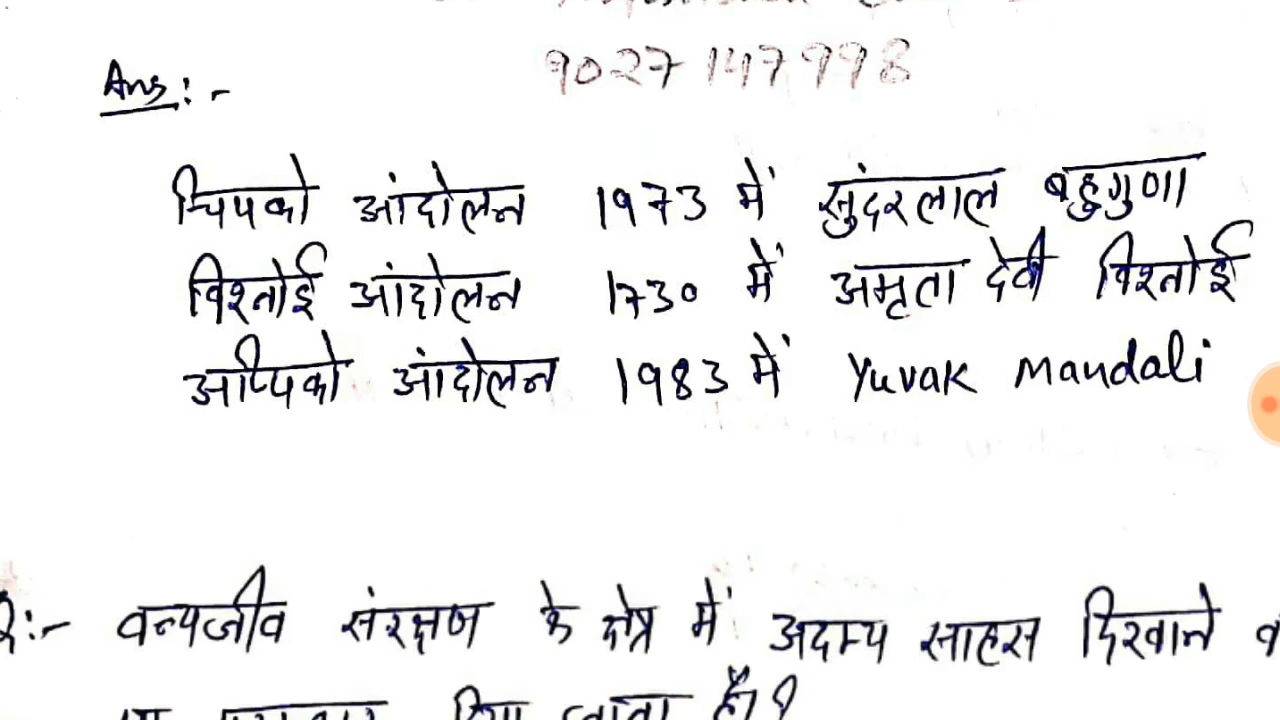 9027147998
Ans:-
चिपको आंदोलन 1973 में सुंदरलाल बहुगुणा
विश्नोई आंदोलन 1730 में अमृता देवी विश्नोई
अप्पिको आंदोलन 1983 में Yuvak Mandali
2:- वन्यजीव संरक्षण के क्षेत्र में अदम्य साहस दिखाने
जाता है?